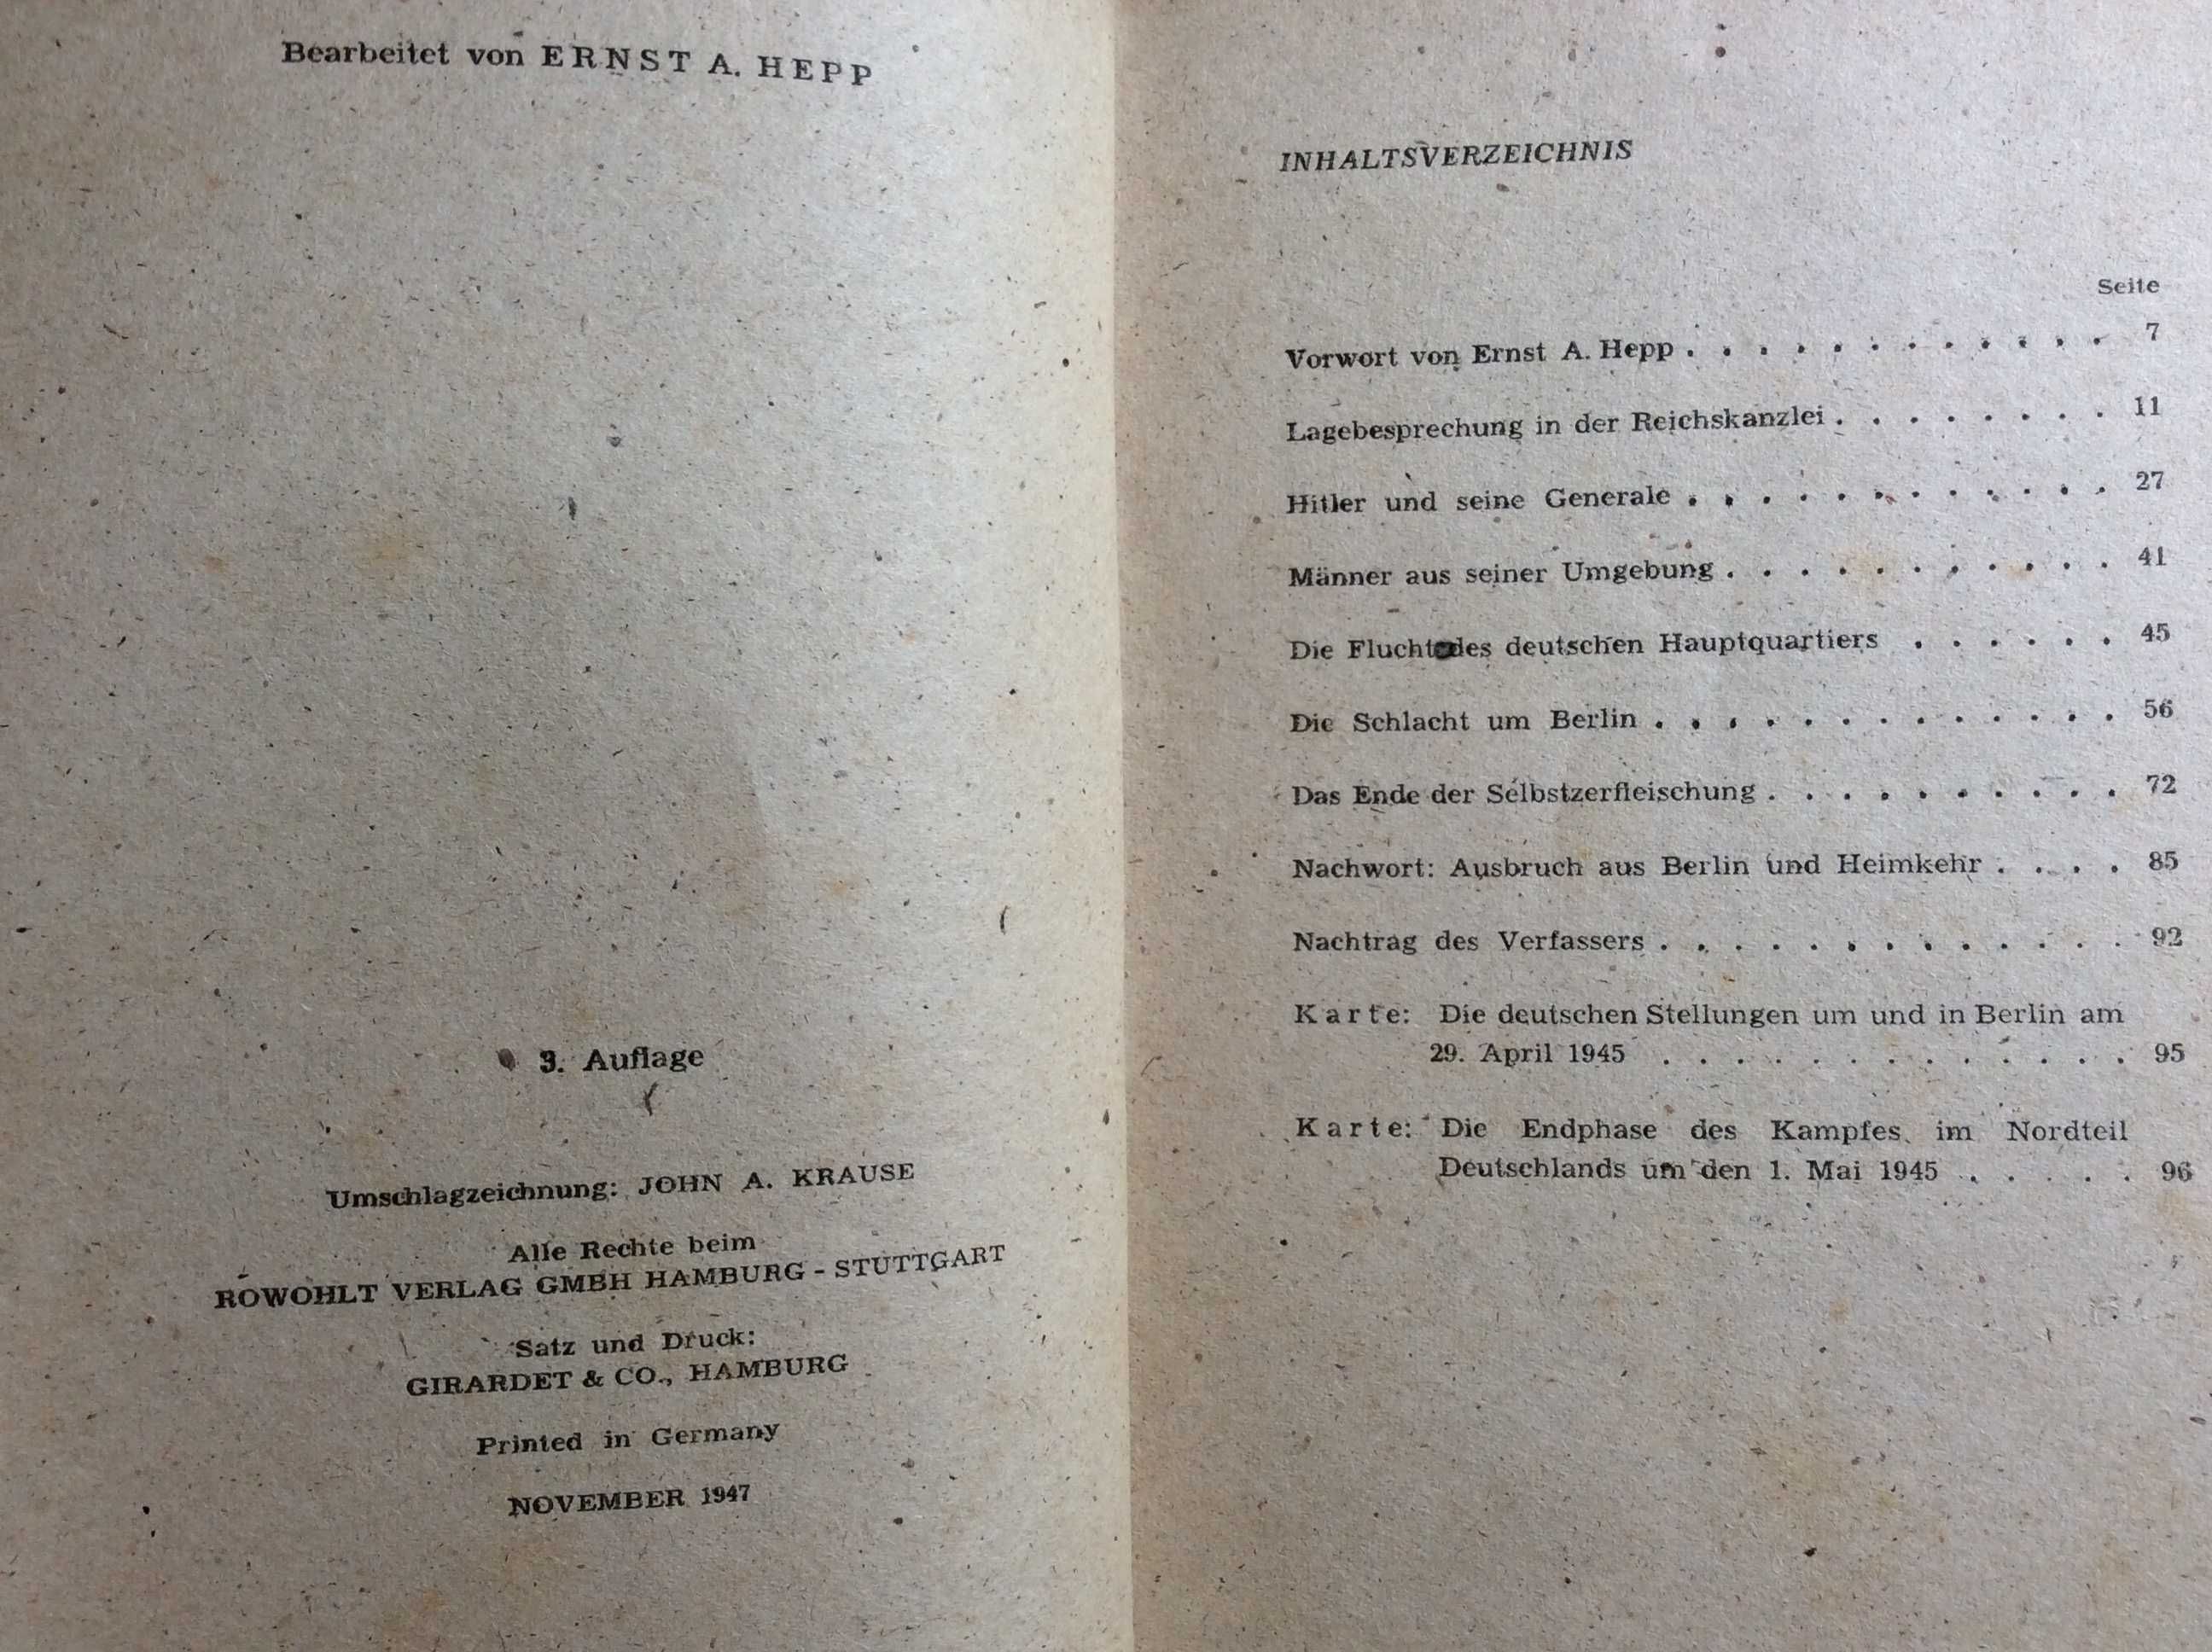 Bearbeitet von ERNST A. HEPP
3. Auflage
Umschlagzeichnung: JOHN A. KRAUSE
Alle Rechte beim
ROWOHLT VERLAG GMBH HAMBURG - STUTTGART
Satz und Druck:
GIRARDET & CO., HAMBURG
Printed in Germany
NOVEMBER 1947
INHALTSVERZEICHNIS
Seite
Vorwort von Ernst A. Hepp . . . . . . . . . . . . 7
Lagebesprechung in der Reichskanzlei . . . . . . . . 11
Hitler und seine Generale . . . . . . . . . . . . 27
Männer aus seiner Umgebung . . . . . . . . . . . 41
Die Flucht des deutschen Hauptquartiers . . . . . . 45
Die Schlacht um Berlin . . . . . . . . . . . . . 56
Das Ende der Selbstzerfleischung . . . . . . . . . . 72
Nachwort: Ausbruch aus Berlin und Heimkehr . . . . 85
Nachtrag des Verfassers . . . . . . . . . . . . . 92
Karte: Die deutschen Stellungen um und in Berlin am
29. April 1945 . . . . . . . . . . . . . 95
Karte: Die Endphase des Kampfes im Nordteil
Deutschlands um den 1. Mai 1945 . . . . . 96